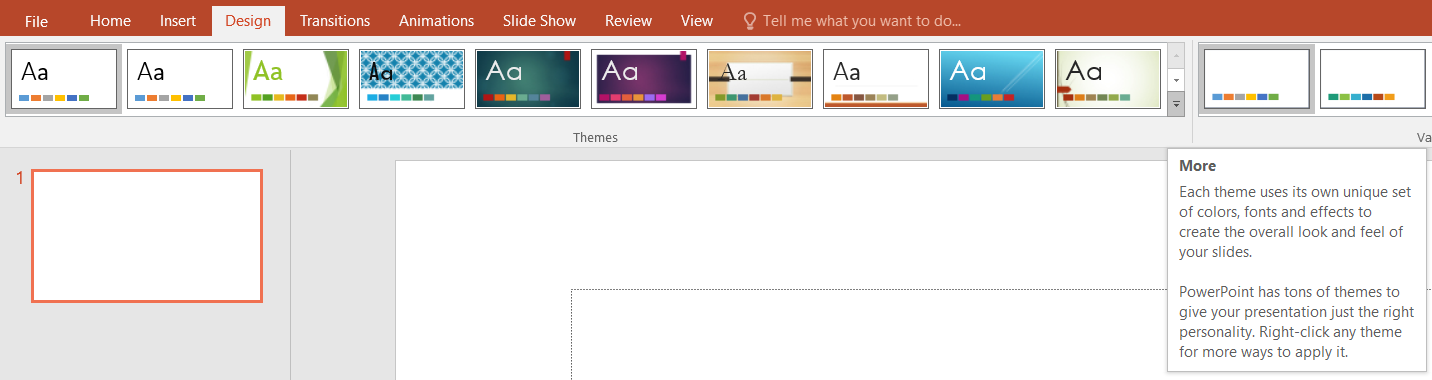 File Home Insert Design Transitions Animations Slide Show Review View Tell me what you want to do...
Aa Aa Aa Aa Aa Aa Aa Aa Aa Aa
Themes Va
1
More
Each theme uses its own unique set
of colors, fonts and effects to
create the overall look and feel of
your slides.
PowerPoint has tons of themes to
give your presentation just the right
personality. Right-click any theme
for more ways to apply it.